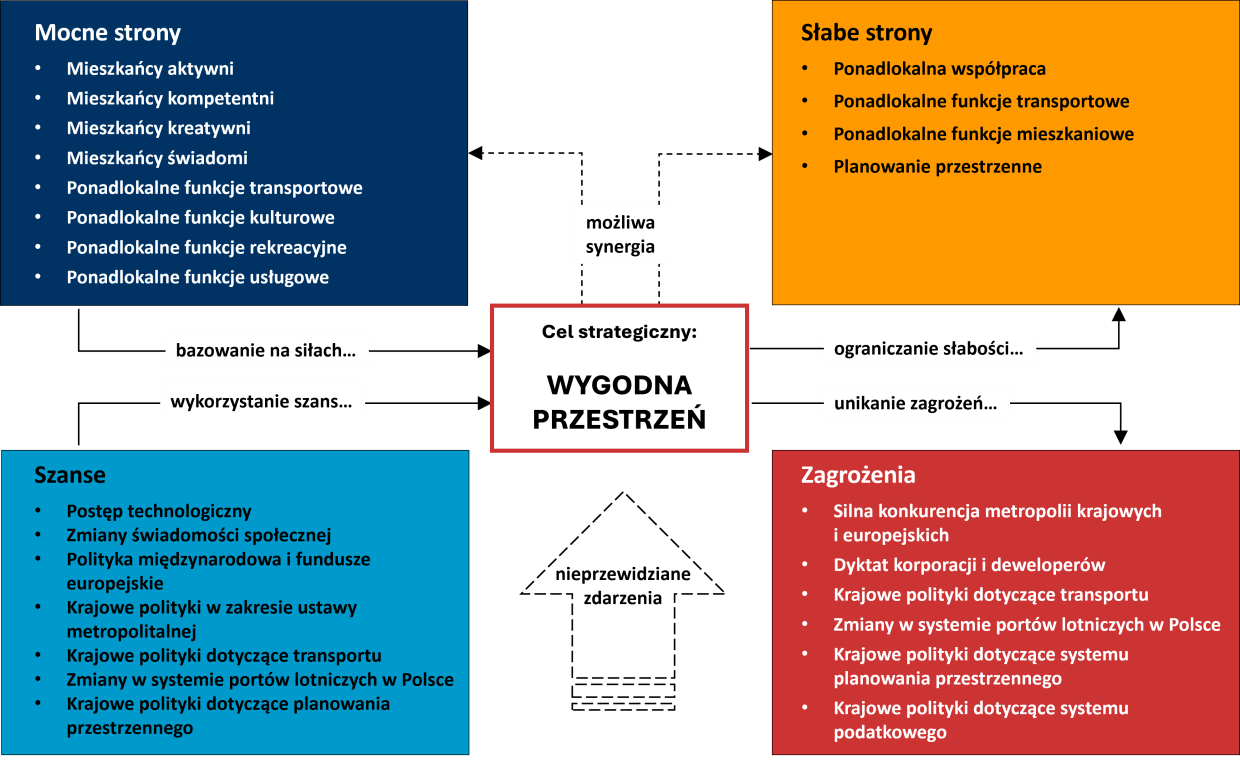 Mocne strony
• Mieszkańcy aktywni
• Mieszkańcy kompetentni
• Mieszkańcy kreatywni
• Mieszkańcy świadomi
• Ponadlokalne funkcje transportowe
• Ponadlokalne funkcje kulturowe
• Ponadlokalne funkcje rekreacyjne
• Ponadlokalne funkcje usługowe
Słabe strony
• Ponadlokalna współpraca
• Ponadlokalne funkcje transportowe
• Ponadlokalne funkcje mieszkaniowe
• Planowanie przestrzenne
możliwa
synergia
bazowanie na siłach...
wykorzystanie szans...
Cel strategiczny:
WYGODNA
PRZESTRZEŃ
ograniczanie słabości...
unikanie zagrożeń...
Szanse
• Postęp technologiczny
• Zmiany świadomości społecznej
• Polityka międzynarodowa i fundusze
europejskie
• Krajowe polityki w zakresie ustawy
metropolitalnej
• Krajowe polityki dotyczące transportu
• Zmiany w systemie portów lotniczych w Polsce
• Krajowe polityki dotyczące planowania
przestrzennego
nieprzewidziane
zdarzenia
Zagrożenia
• Silna konkurencja metropolii krajowych
i europejskich
• Dyktat korporacji i deweloperów
• Krajowe polityki dotyczące transportu
• Zmiany w systemie portów lotniczych w Polsce
• Krajowe polityki dotyczące systemu
planowania przestrzennego
• Krajowe polityki dotyczące systemu
podatkowego